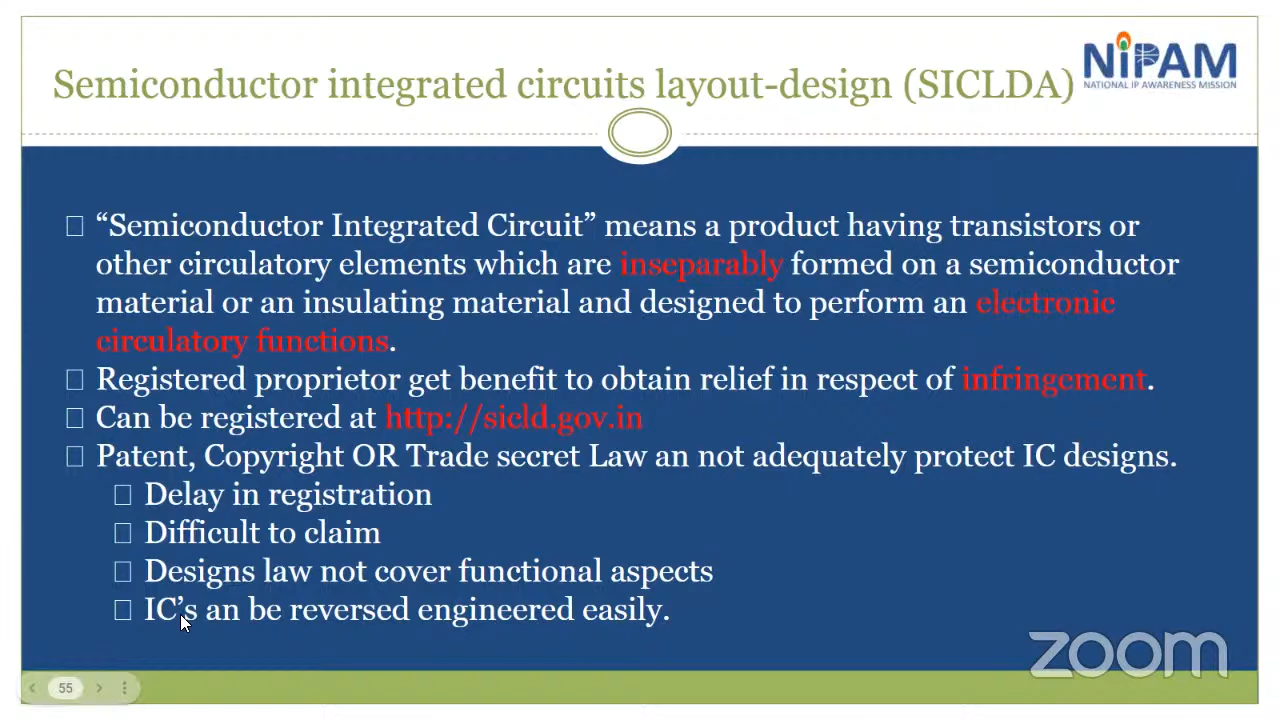 Semiconductor integrated circuits layout-design (SICLDA)
NIPAM
NATIONAL IP AWARENESS MISSION
“Semiconductor Integrated Circuit” means a product having transistors or
other circulatory elements which are inseparably formed on a semiconductor
material or an insulating material and designed to perform an electronic
circulatory functions.
Registered proprietor get benefit to obtain relief in respect of infringement.
Can be registered at http://sicld.gov.in
Patent, Copyright OR Trade secret Law an not adequately protect IC designs.
Delay in registration
Difficult to claim
Designs law not cover functional aspects
IC’s an be reversed engineered easily.
zoom
55